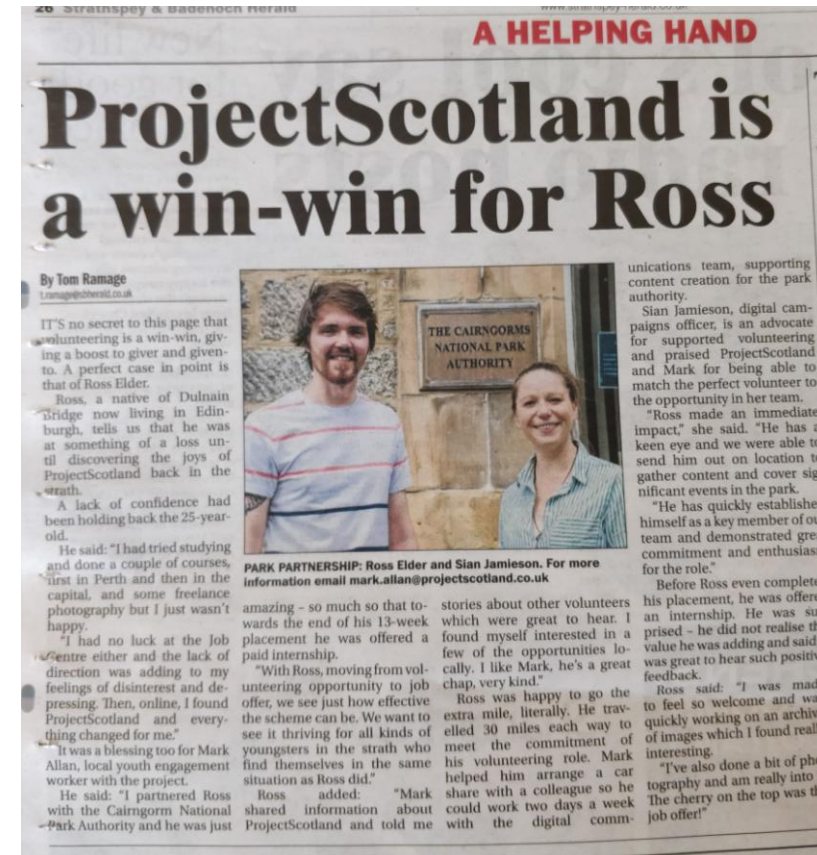 26 Strathspey & Badenoch Herald
A HELPING HAND
ProjectScotland is
a win-win for Ross
By Tom Ramage
t.ramage@sbherald.co.uk
IT'S no secret to this page that
volunteering is a win-win, giv-
ing a boost to giver and given-
to. A perfect case in point is
that of Ross Elder.
Ross, a native of Dulnain
Bridge now living in Edin-
burgh, tells us that he was
at something of a loss un-
til discovering the joys of
ProjectScotland back in the
strath.
A lack of confidence had
been holding back the 25-year-
old.
He said: "I had tried studying
and done a couple of courses,
first in Perth and then in the
capital, and some freelance
photography but I just wasn't
happy.
"I had no luck at the Job
Centre either and the lack of
direction was adding to my
feelings of disinterest and de-
pressing. Then, online, I found
ProjectScotland and every-
thing changed for me."
It was a blessing too for Mark
Allan, local youth engagement
worker with the project.
He said: "I partnered Ross
with the Cairngorm National
Park Authority and he was just
THE CAIRNGORMS
NATIONAL PARK
AUTHORITY
PARK PARTNERSHIP: Ross Elder and Sian Jamieson. For more
information email mark.allan@projectscotland.co.uk
amazing – so much so that to-
wards the end of his 13-week
placement he was offered a
paid internship.
"With Ross, moving from vol-
unteering opportunity to job
offer, we see just how effective
the scheme can be. We want to
see it thriving for all kinds of
youngsters in the strath who
find themselves in the same
situation as Ross did."
Ross added: "Mark
shared information about
ProjectScotland and told me
stories about other volunteers
which were great to hear. I
found myself interested in a
few of the opportunities lo-
cally. I like Mark, he's a great
chap, very kind."
Ross was happy to go the
extra mile, literally. He trav-
elled 30 miles each way to
meet the commitment of
his volunteering role. Mark
helped him arrange a car
share with a colleague so he
could work two days a week
with the digital comm-
unications team, supporting
content creation for the park
authority.
Sian Jamieson, digital cam-
paigns officer, is an advocate
for supported volunteering
and praised ProjectScotland
and Mark for being able to
match the perfect volunteer to
the opportunity in her team.
"Ross made an immediate
impact," she said. "He has a
keen eye and we were able to
send him out on location to
gather content and cover sig
nificant events in the park.
"He has quickly establishe
himself as a key member of ou
team and demonstrated grea
commitment and enthusias
for the role."
Before Ross even complete
his placement, he was offere
an internship. He was su
prised – he did not realise th
value he was adding and said
was great to hear such positiv
feedback.
Ross said: "I was mad
to feel so welcome and wa
quickly working on an archiv
of images which I found reall
interesting.
"I've also done a bit of pho
tography and am really into
The cherry on the top was th
job offer!"